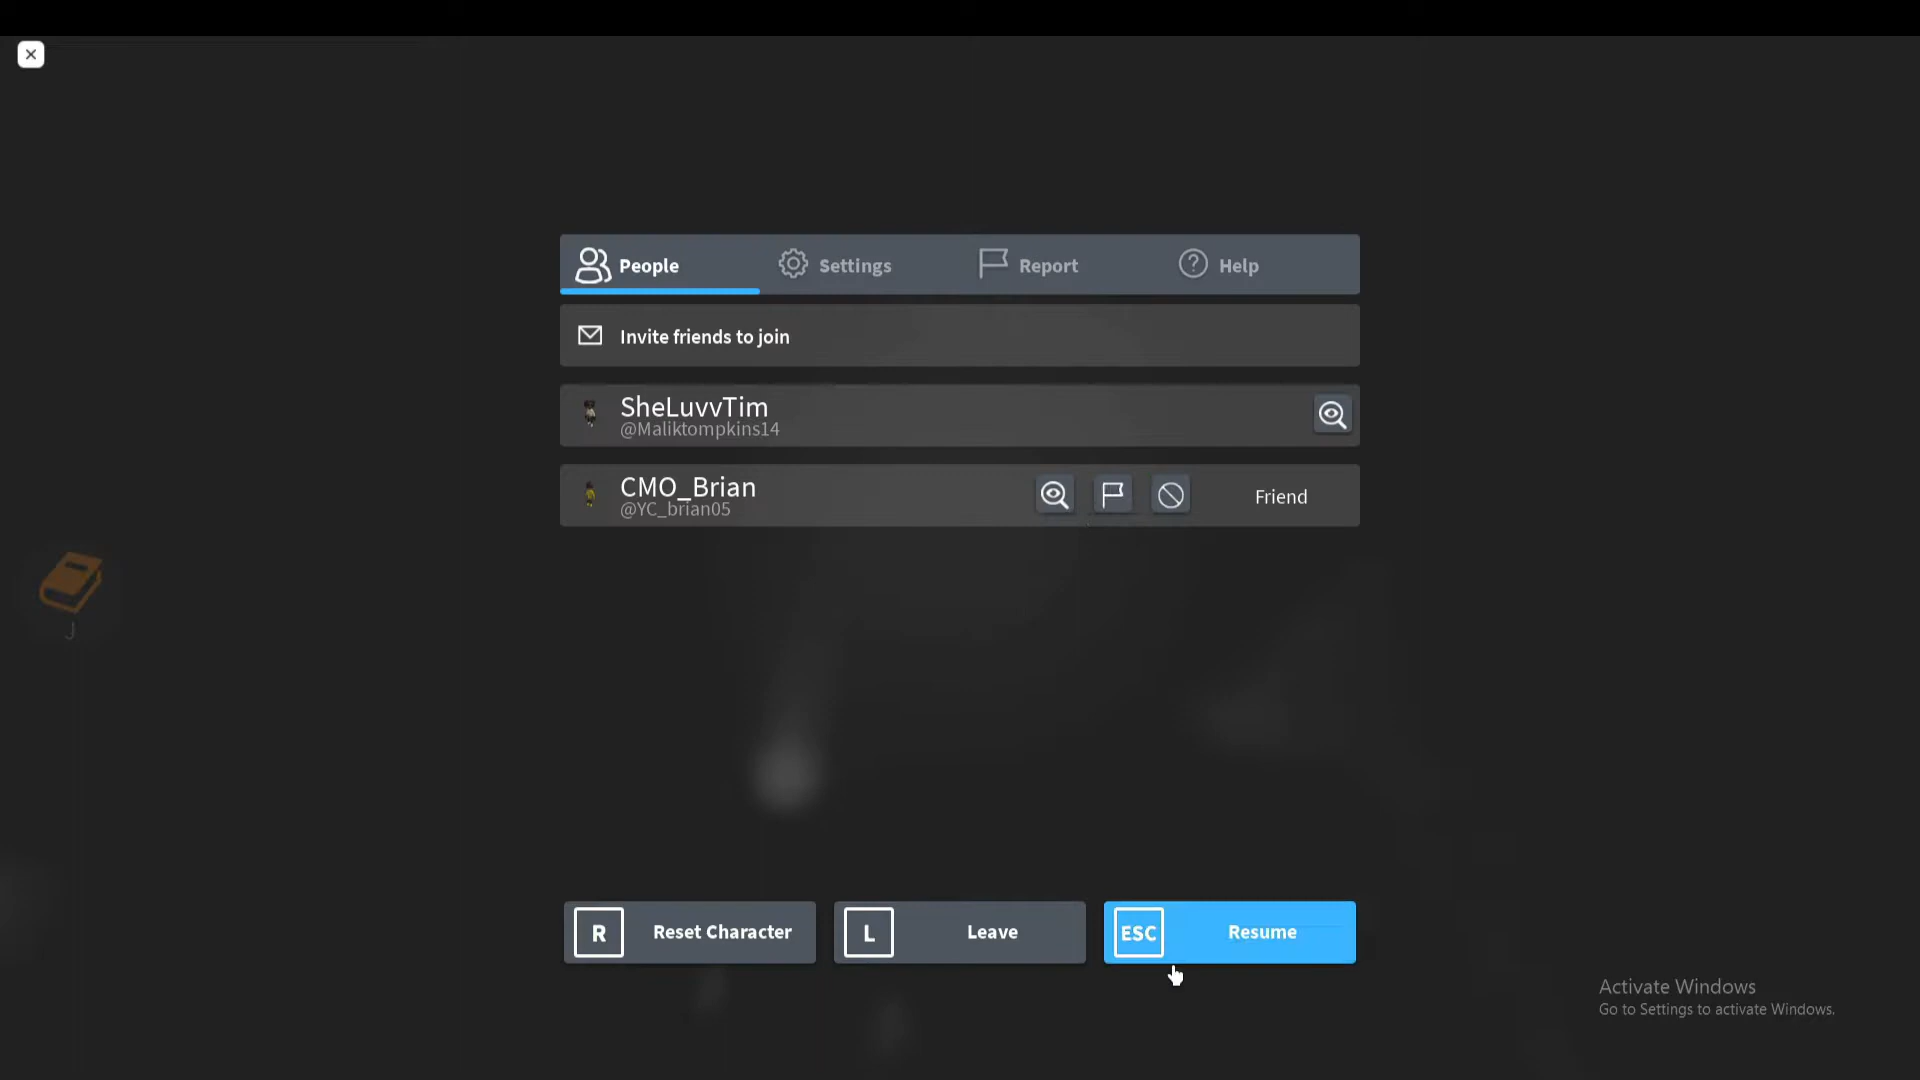 People
Settings
Report
Help
Invite friends to join
SheLuvvTim
@Maliktompkins14
CMO_Brian
@YC_brian05
Friend
J
R Reset Character
L Leave
ESC Resume
Activate Windows
Go to Settings to activate Windows.